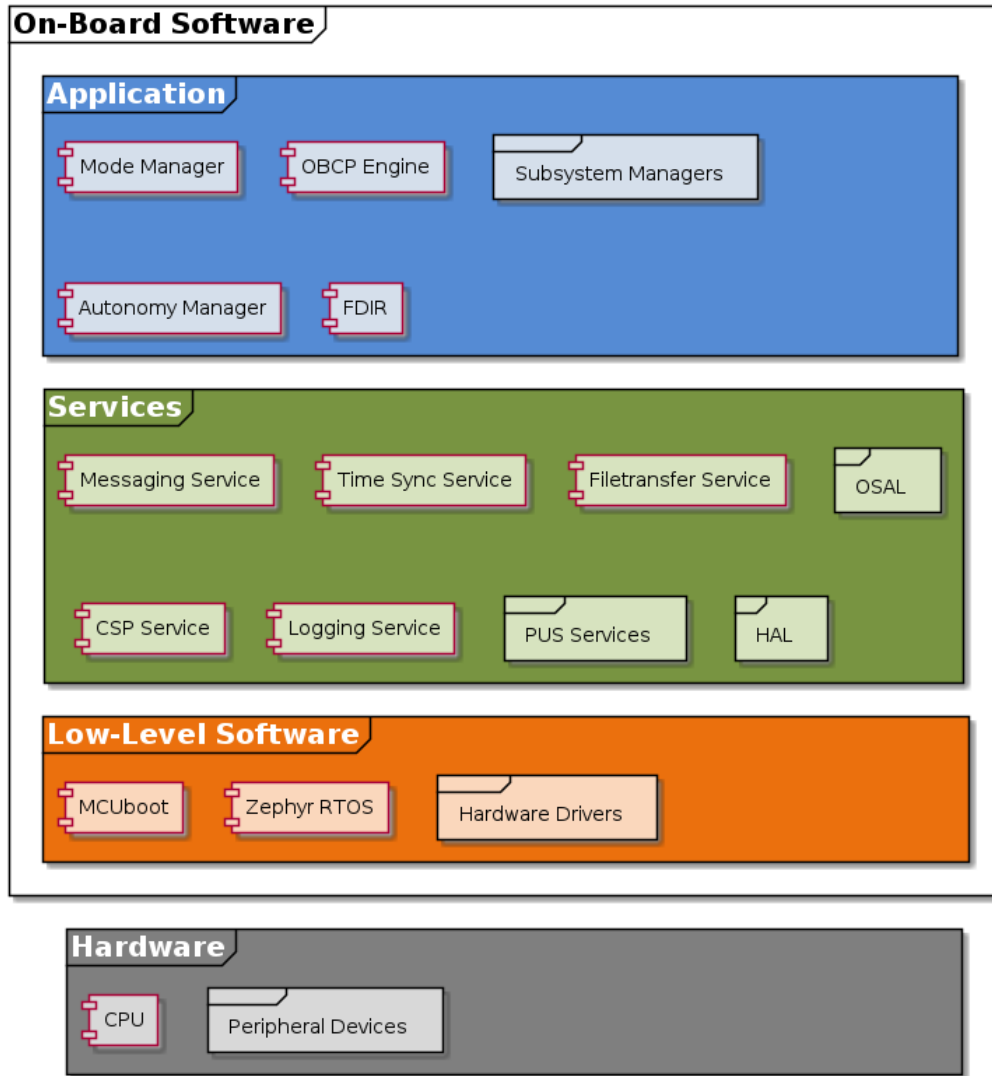 On-Board Software
Application
Mode Manager
OBCP Engine
Subsystem Managers
Autonomy Manager
FDIR
Services
Messaging Service
Time Sync Service
Filetransfer Service
OSAL
CSP Service
Logging Service
PUS Services
HAL
Low-Level Software
MCUboot
Zephyr RTOS
Hardware Drivers
Hardware
CPU
Peripheral Devices